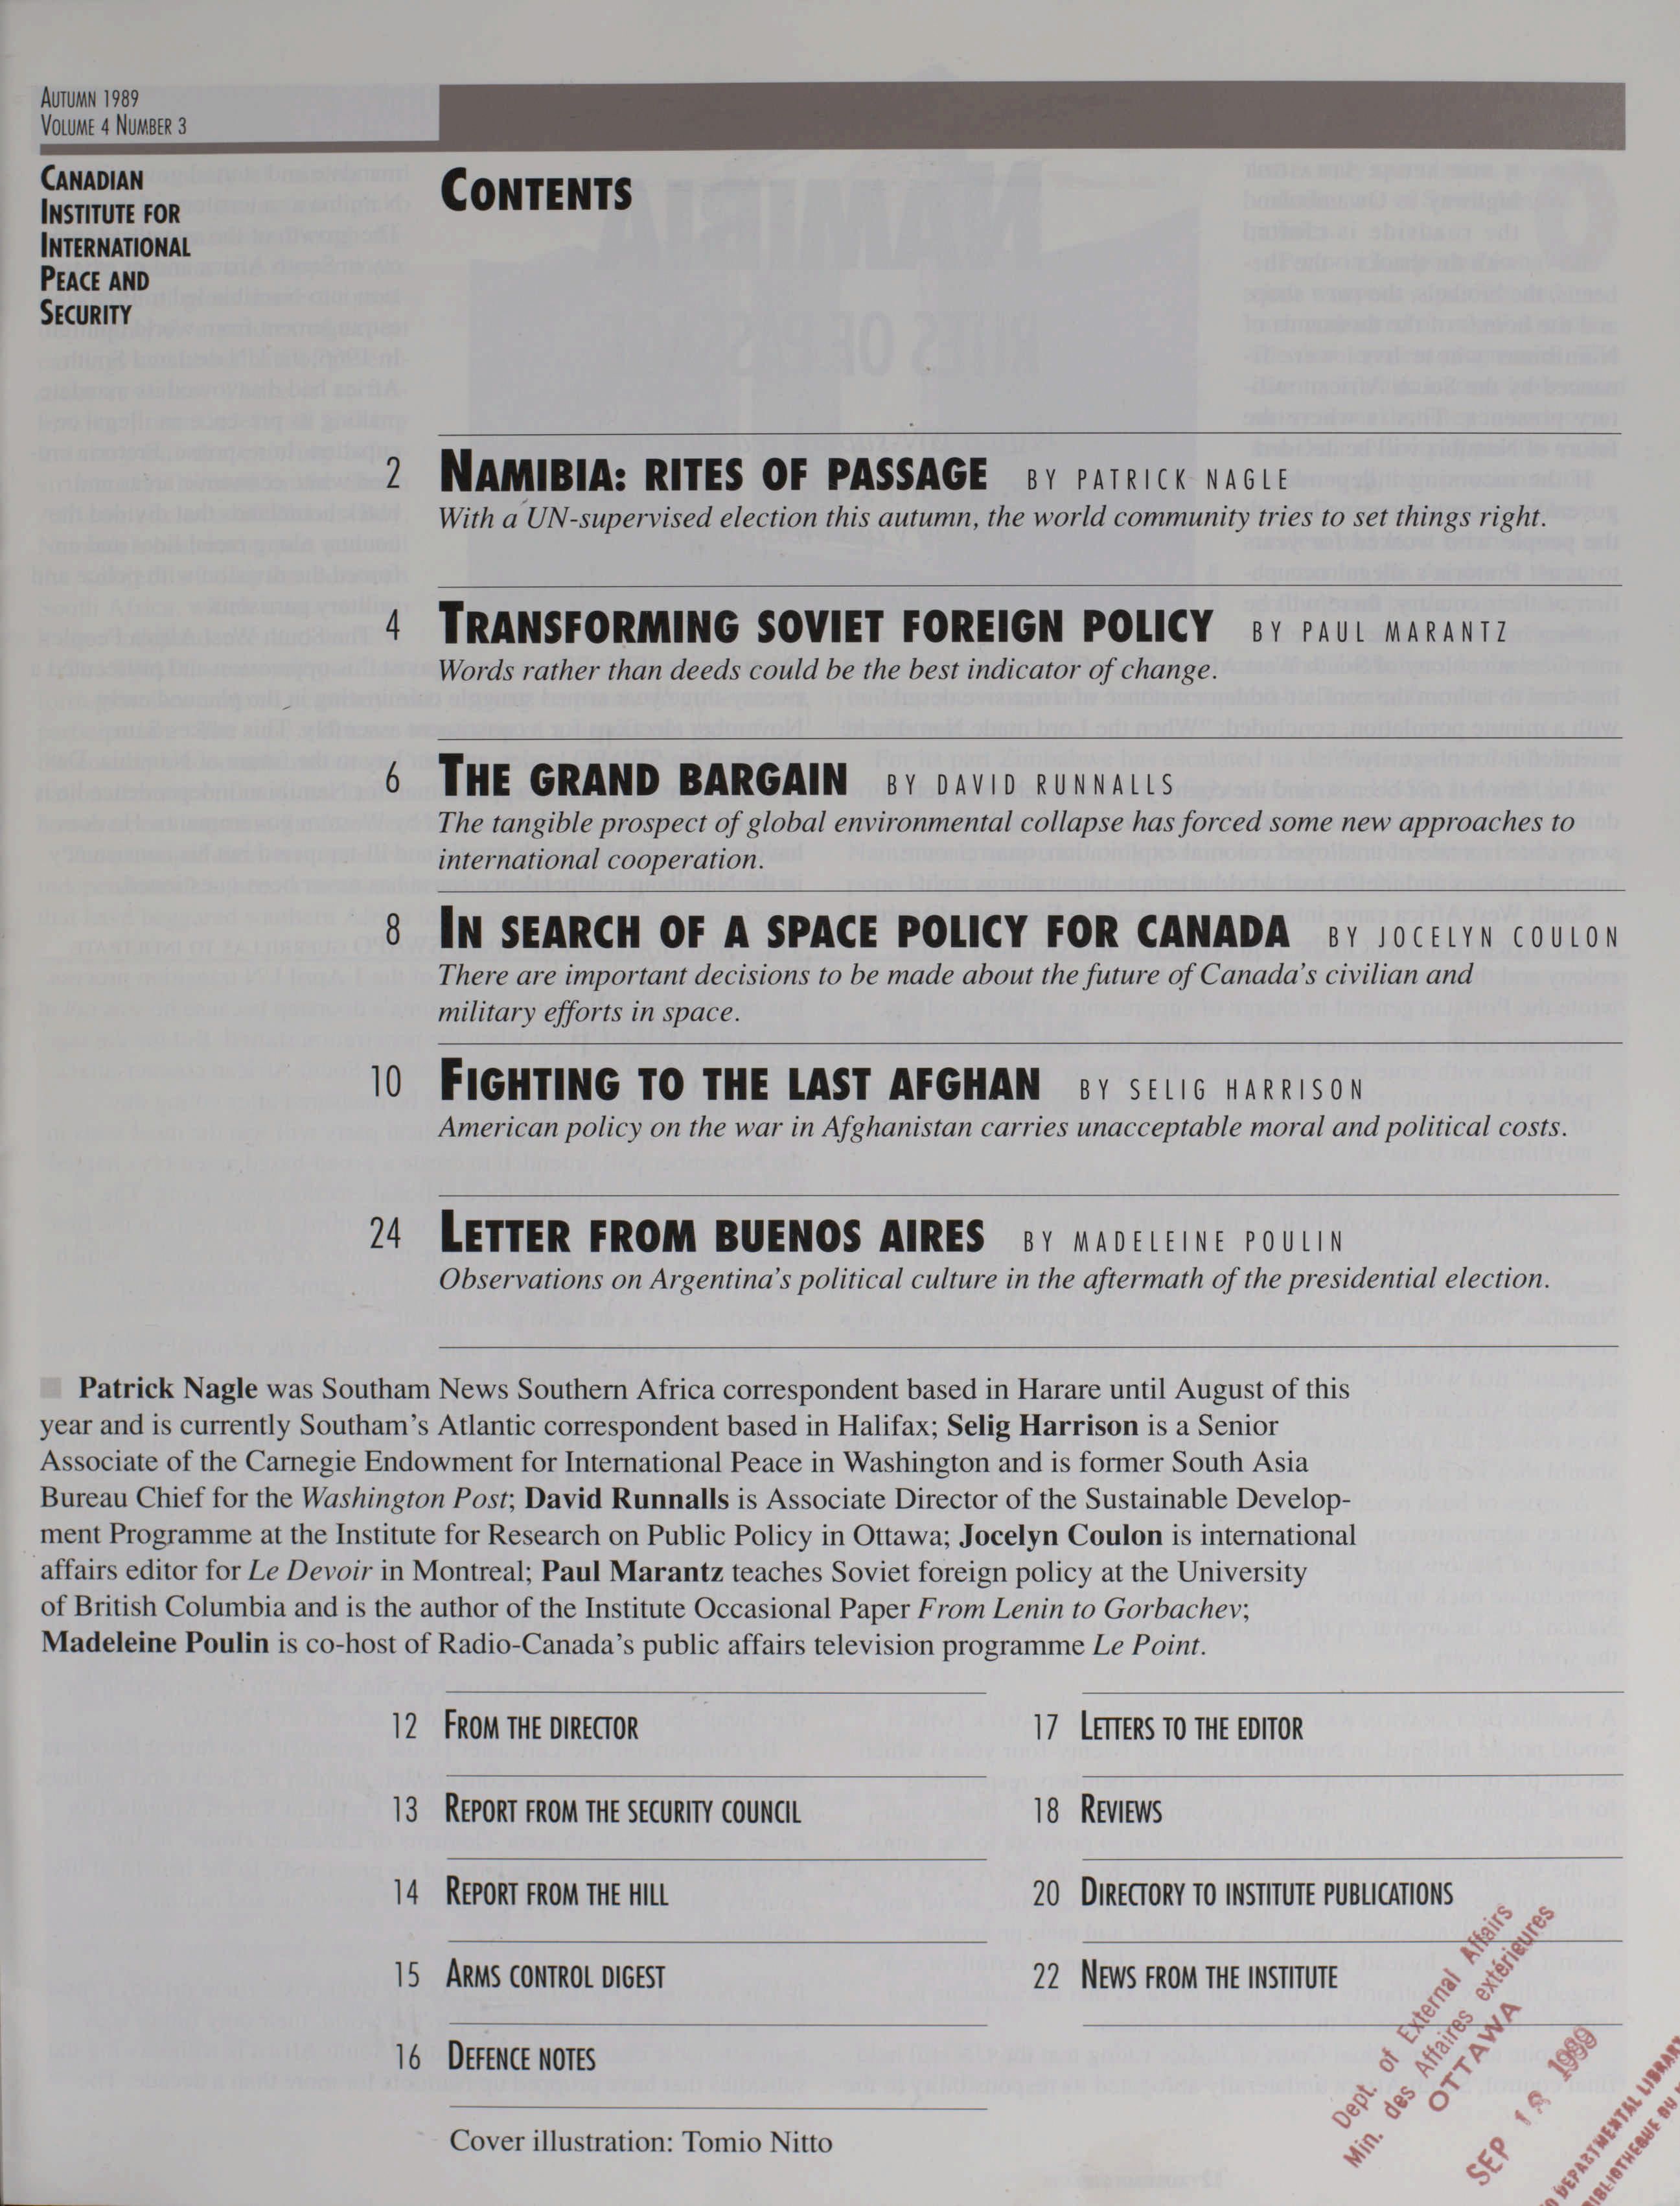 AUTUMN 1989
VOLUME 4 NUMBER 3
CANADIAN
INSTITUTE FOR
INTERNATIONAL
PEACE AND
SECURITY
CONTENTS
2 NAMIBIA: RITES OF PASSAGE BY PATRICK NAGLE
With a UN-supervised election this autumn, the world community tries to set things right.
4 TRANSFORMING SOVIET FOREIGN POLICY BY PAUL MARANTZ
Words rather than deeds could be the best indicator of change.
6 THE GRAND BARGAIN BY DAVID RUNNALLS
The tangible prospect of global environmental collapse has forced some new approaches to
international cooperation.
8 IN SEARCH OF A SPACE POLICY FOR CANADA BY JOCELYN COULON
There are important decisions to be made about the future of Canada's civilian and
military efforts in space.
10 FIGHTING TO THE LAST AFGHAN BY SELIG HARRISON
American policy on the war in Afghanistan carries unacceptable moral and political costs.
24 LETTER FROM BUENOS AIRES BY MADELEINE POULIN
Observations on Argentina's political culture in the aftermath of the presidential election.
Patrick Nagle was Southam News Southern Africa correspondent based in Harare until August of this
year and is currently Southam's Atlantic correspondent based in Halifax; Selig Harrison is a Senior
Associate of the Carnegie Endowment for International Peace in Washington and is former South Asia
Bureau Chief for the Washington Post; David Runnalls is Associate Director of the Sustainable Develop-
ment Programme at the Institute for Research on Public Policy in Ottawa; Jocelyn Coulon is international
affairs editor for Le Devoir in Montreal; Paul Marantz teaches Soviet foreign policy at the University
of British Columbia and is the author of the Institute Occasional Paper From Lenin to Gorbachev;
Madeleine Poulin is co-host of Radio-Canada's public affairs television programme Le Point.
12 FROM THE DIRECTOR
13 REPORT FROM THE SECURITY COUNCIL
14 REPORT FROM THE HILL
15 ARMS CONTROL DIGEST
16 DEFENCE NOTES
17 LETTERS TO THE EDITOR
18 REVIEWS
20 DIRECTORY TO INSTITUTE PUBLICATIONS
22 NEWS FROM THE INSTITUTE
Cover illustration: Tomio Nitto
Dept. of External Affairs
Min. des Affaires extérieures
OTTAWA
SEP 1989
DEPARTMENTAL LIBRARY
BIBLIOTHEQUE DU